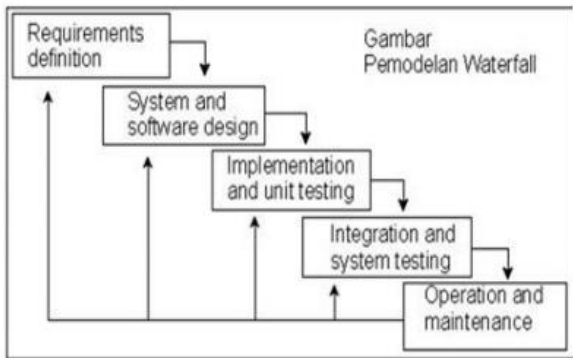 Requirements
definition
Gambar
Pemodelan Waterfall
System and
software design
Implementation
and unit testing
Integration and
system testing
Operation and
maintenance